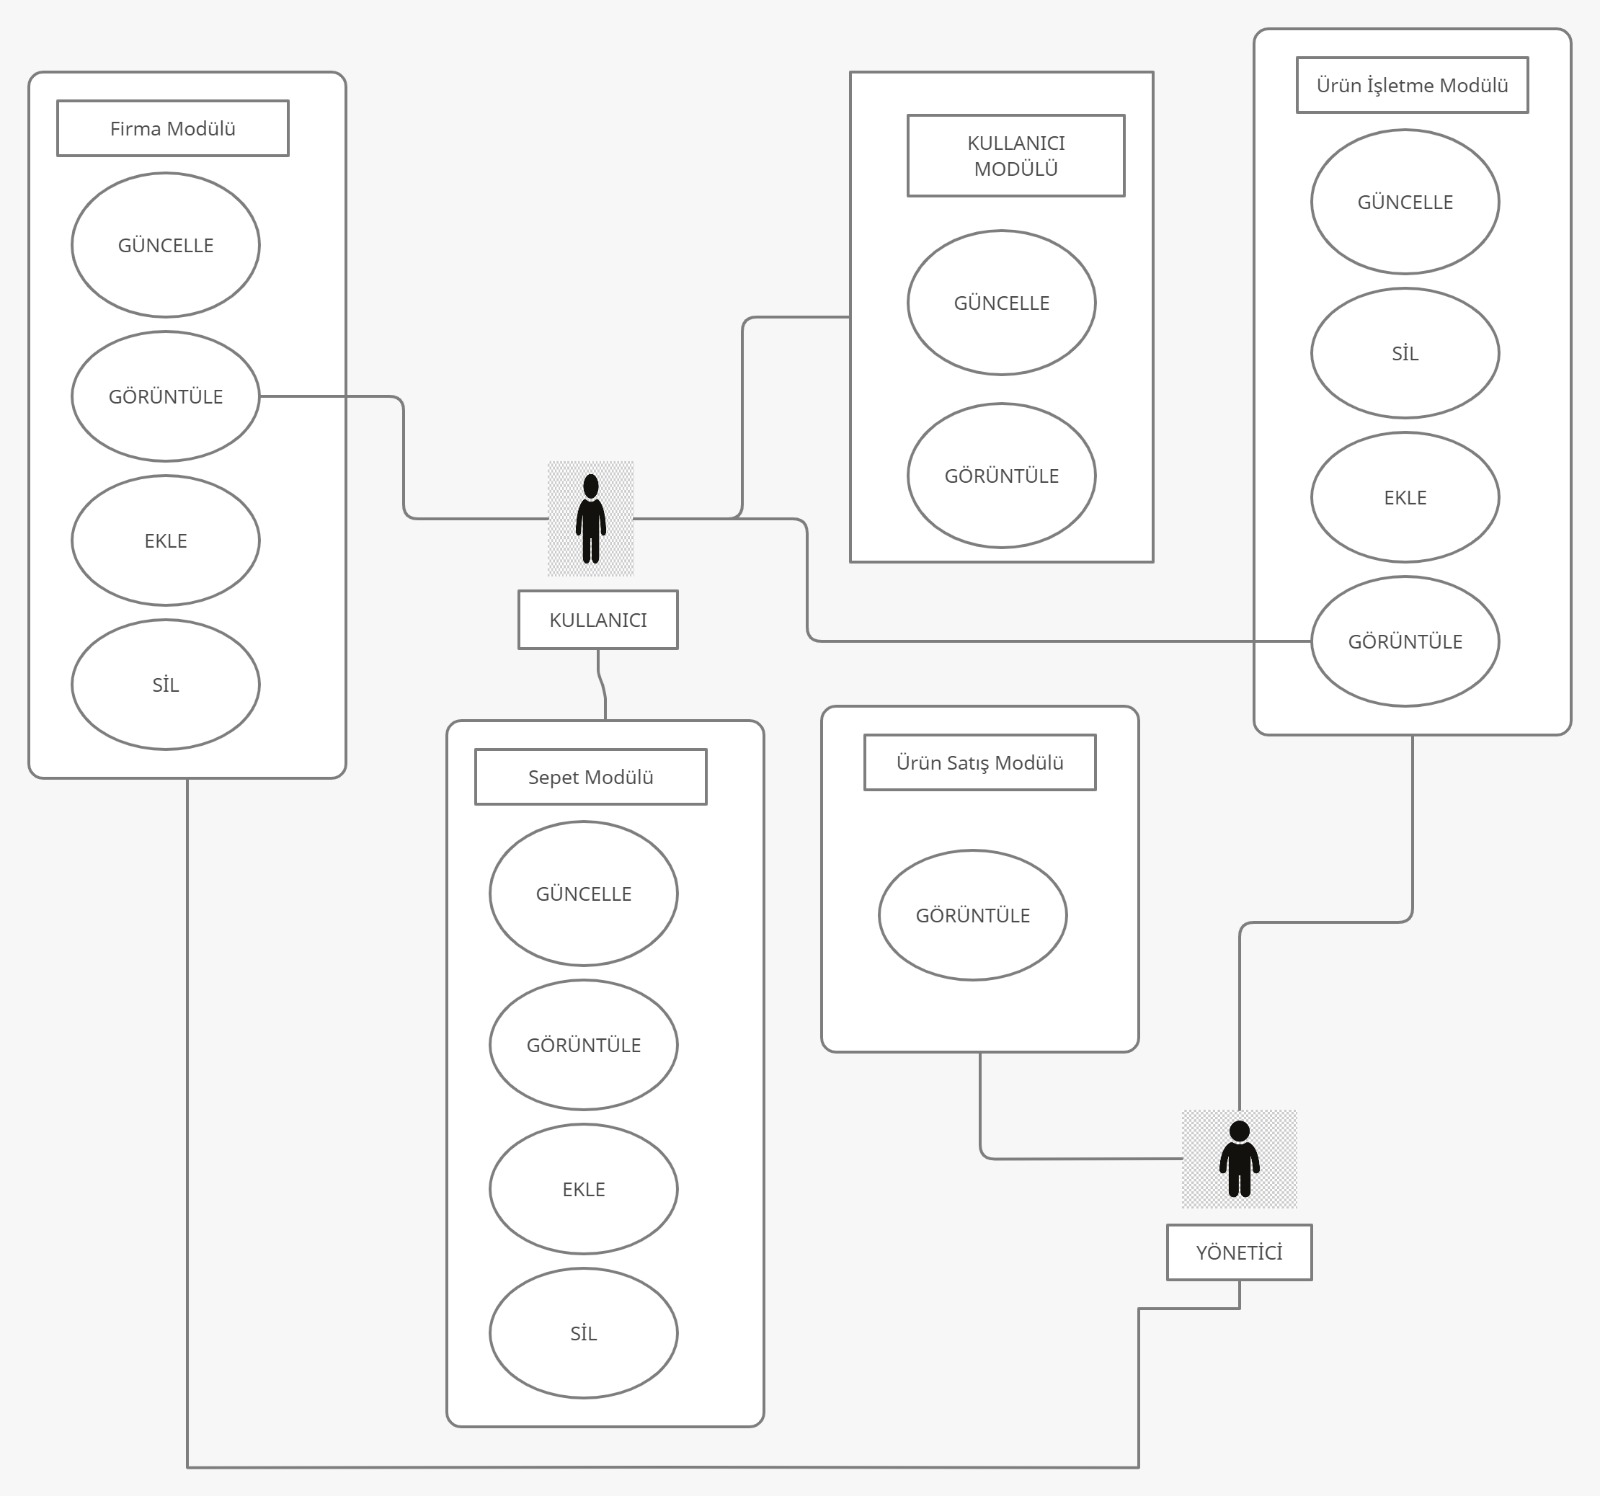 Firma Modülü
GÜNCELLE
GÖRÜNTÜLE
EKLE
SİL
KULLANICI
MODÜLÜ
GÜNCELLE
GÖRÜNTÜLE
Ürün İşletme Modülü
GÜNCELLE
SİL
EKLE
GÖRÜNTÜLE
KULLANICI
Sepet Modülü
GÜNCELLE
GÖRÜNTÜLE
EKLE
SİL
Ürün Satış Modülü
GÖRÜNTÜLE
YÖNETİCİ